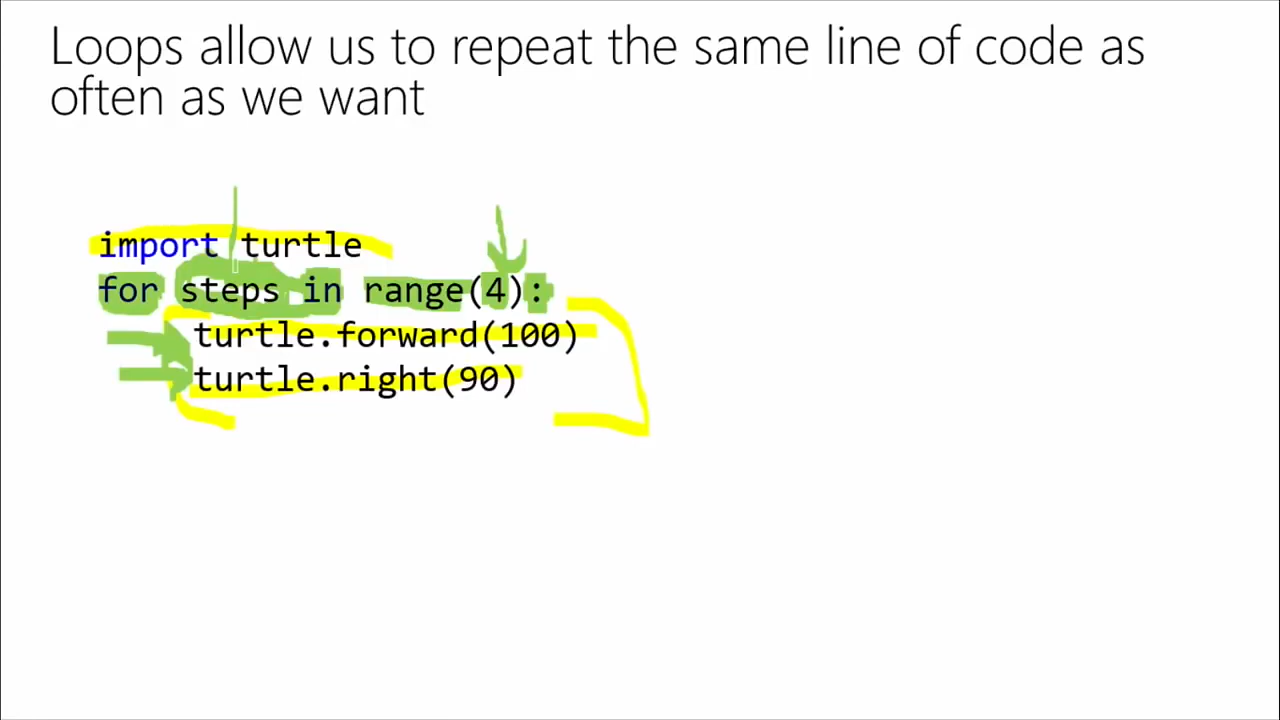 Loops allow us to repeat the same line of code as
often as we want
import turtle
for steps in range(4):
turtle.forward(100)
turtle.right(90)